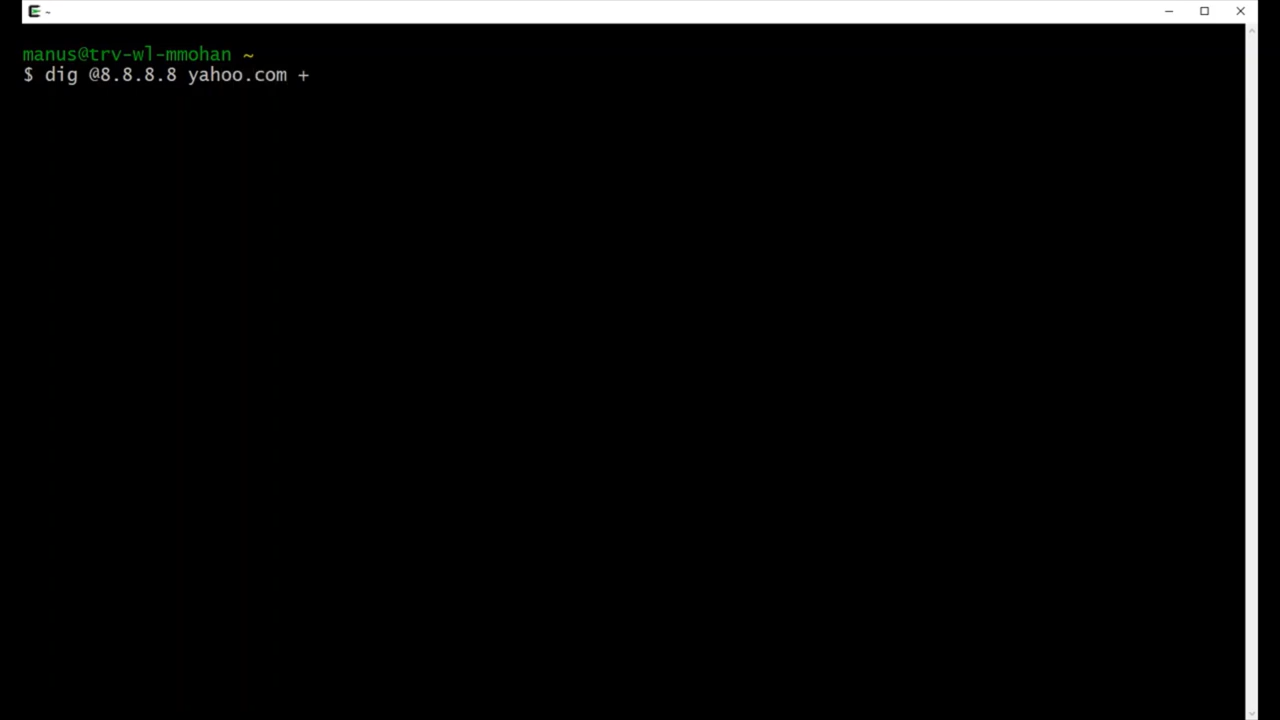 ~
manus@trv-wl-mmohan ~
$ dig @8.8.8.8 yahoo.com +